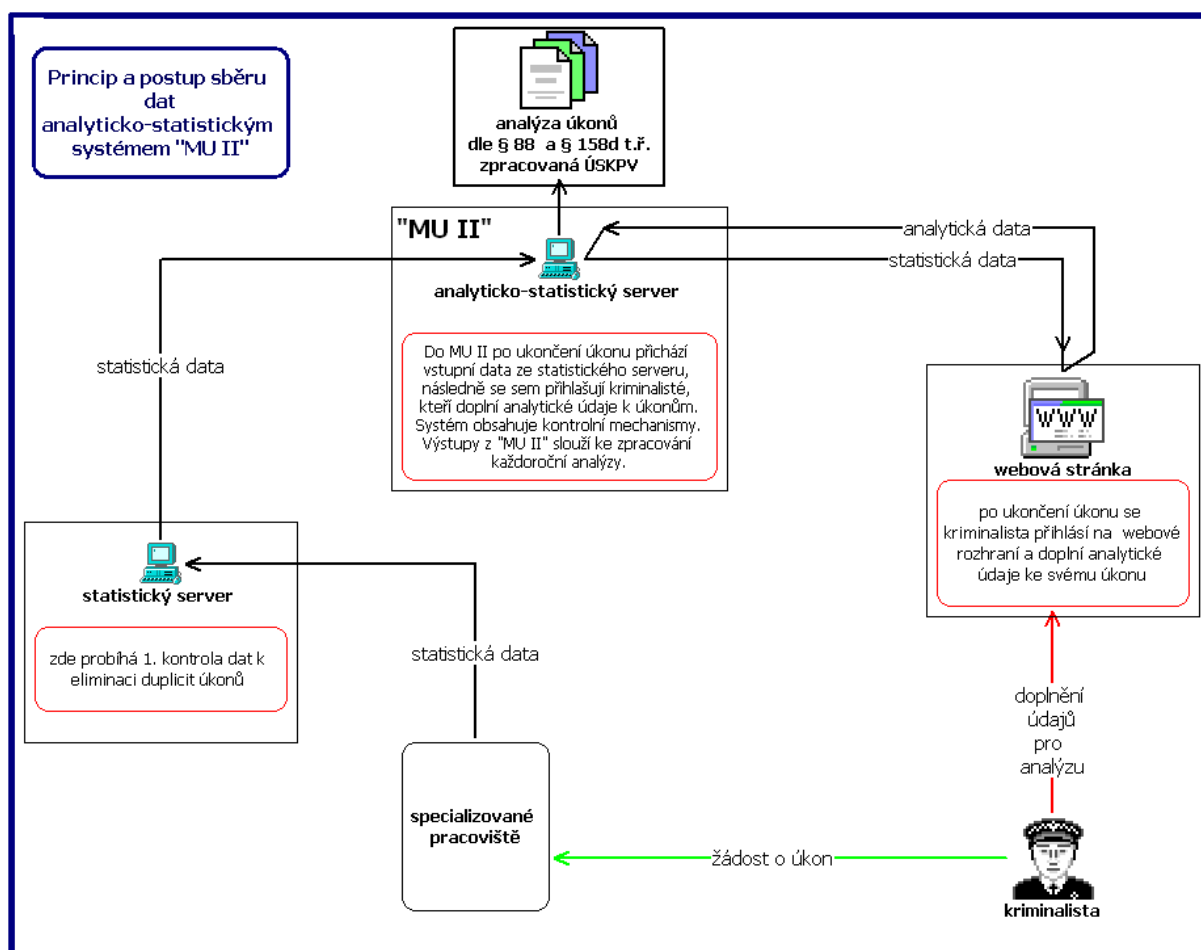 Princip a postup sběru
dat
analyticko-statistickým
systémem "MU II"
analýza úkonů
dle § 88 a § 158d t.ř.
zpracovaná ÚSKPV
"MU II"
analyticko-statistický server
analytická data
statistická data
statistická data
Do MU II po ukončení úkonu přichází
vstupní data ze statistického serveru,
následně se sem přihlašují kriminalisté,
kteří doplní analytické údaje k úkonům.
Systém obsahuje kontrolní mechanismy.
Výstupy z "MU II" slouží ke zpracování
každoroční analýzy.
WWW
webová stránka
po ukončení úkonu se
kriminalista přihlásí na webové
rozhraní a doplní analytické
údaje ke svému úkonu
statistický server
zde probíhá 1. kontrola dat k
eliminaci duplicit úkonů
statistická data
doplnění
údajů
pro
analýzu
specializované
pracoviště
žádost o úkon
kriminalista